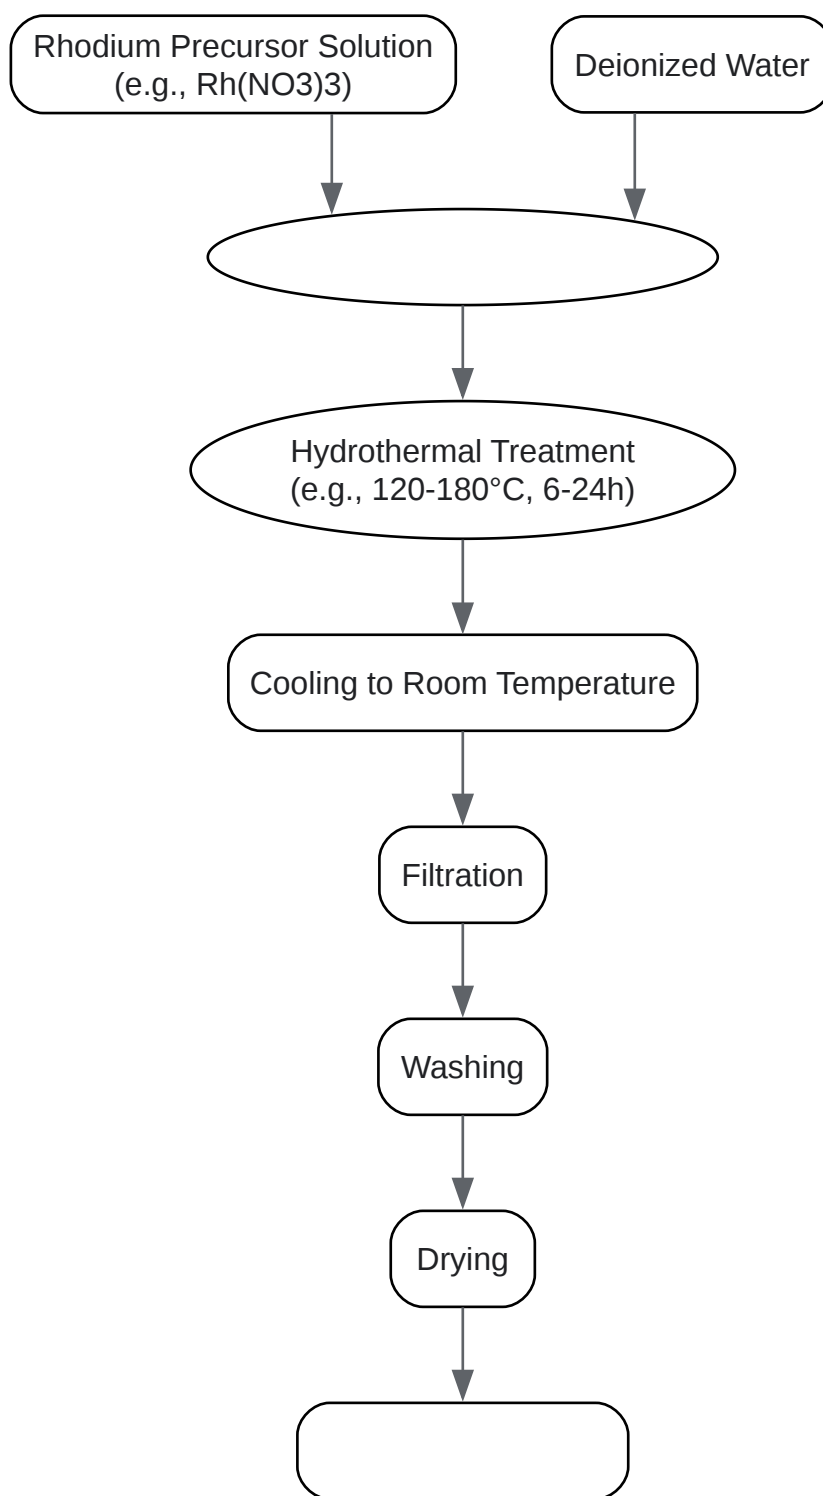 Rhodium Precursor Solution
(e.g., Rh(NO3)3)
Deionized Water
Hydrothermal Treatment
(e.g., 120-180°C, 6-24h)
Cooling to Room Temperature
Filtration
Washing
Drying